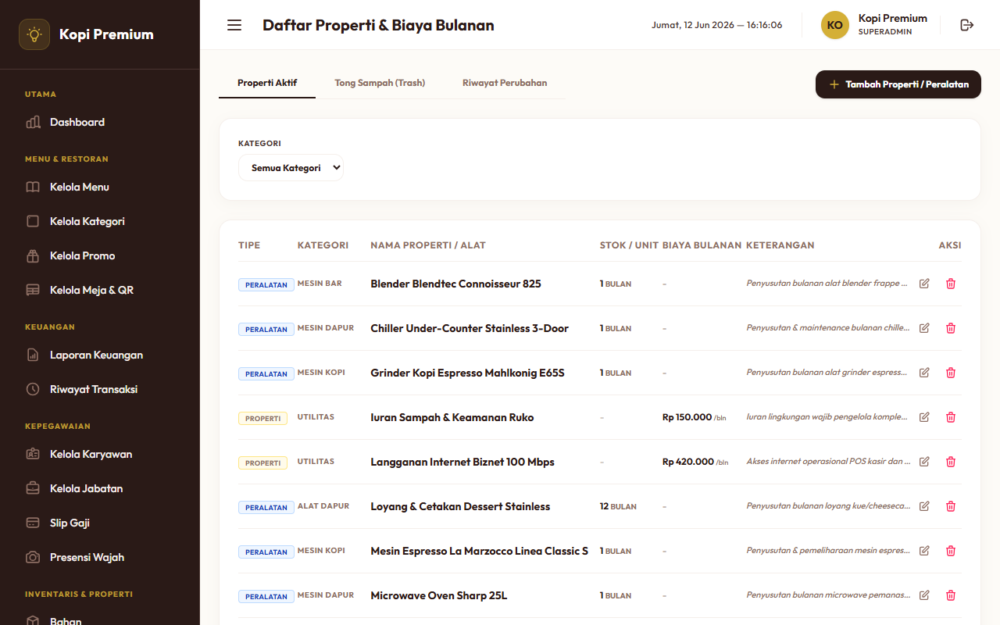 Kopi Premium
UTAMA
Dashboard
MENU & RESTORAN
Kelola Menu
Kelola Kategori
Kelola Promo
Kelola Meja & QR
KEUANGAN
Laporan Keuangan
Riwayat Transaksi
KEPEGAWAIAN
Kelola Karyawan
Kelola Jabatan
Slip Gaji
Presensi Wajah
INVENTARIS & PROPERTI
Bahan
Daftar Properti & Biaya Bulanan
Jumat, 12 Jun 2026 — 16:16:06
KO
Kopi Premium
SUPERADMIN
Properti Aktif
Tong Sampah (Trash)
Riwayat Perubahan
Tambah Properti / Peralatan
KATEGORI
Semua Kategori
TIPE KATEGORI NAMA PROPERTI / ALAT STOK / UNIT BIAYA BULANAN KETERANGAN AKSI
PERALATAN MESIN BAR Blender Blendtec Connoisseur 825 1 BULAN - Penyusutan bulanan alat blender frappe ...
PERALATAN MESIN DAPUR Chiller Under-Counter Stainless 3-Door 1 BULAN - Penyusutan & maintenance bulanan chille...
PERALATAN MESIN KOPI Grinder Kopi Espresso Mahlkonig E65S 1 BULAN - Penyusutan bulanan alat grinder espress...
PROPERTI UTILITAS Iuran Sampah & Keamanan Ruko - Rp 150.000 /bln Iuran lingkungan wajib pengelola komple...
PROPERTI UTILITAS Langganan Internet Biznet 100 Mbps - Rp 420.000 /bln Akses internet operasional POS kasir dan ...
PERALATAN ALAT DAPUR Loyang & Cetakan Dessert Stainless 12 BULAN - Penyusutan bulanan loyang kue/cheeseca...
PERALATAN MESIN KOPI Mesin Espresso La Marzocco Linea Classic S 1 BULAN - Penyusutan & pemeliharaan mesin espres...
PERALATAN MESIN DAPUR Microwave Oven Sharp 25L 1 BULAN - Penyusutan bulanan microwave pemanas...